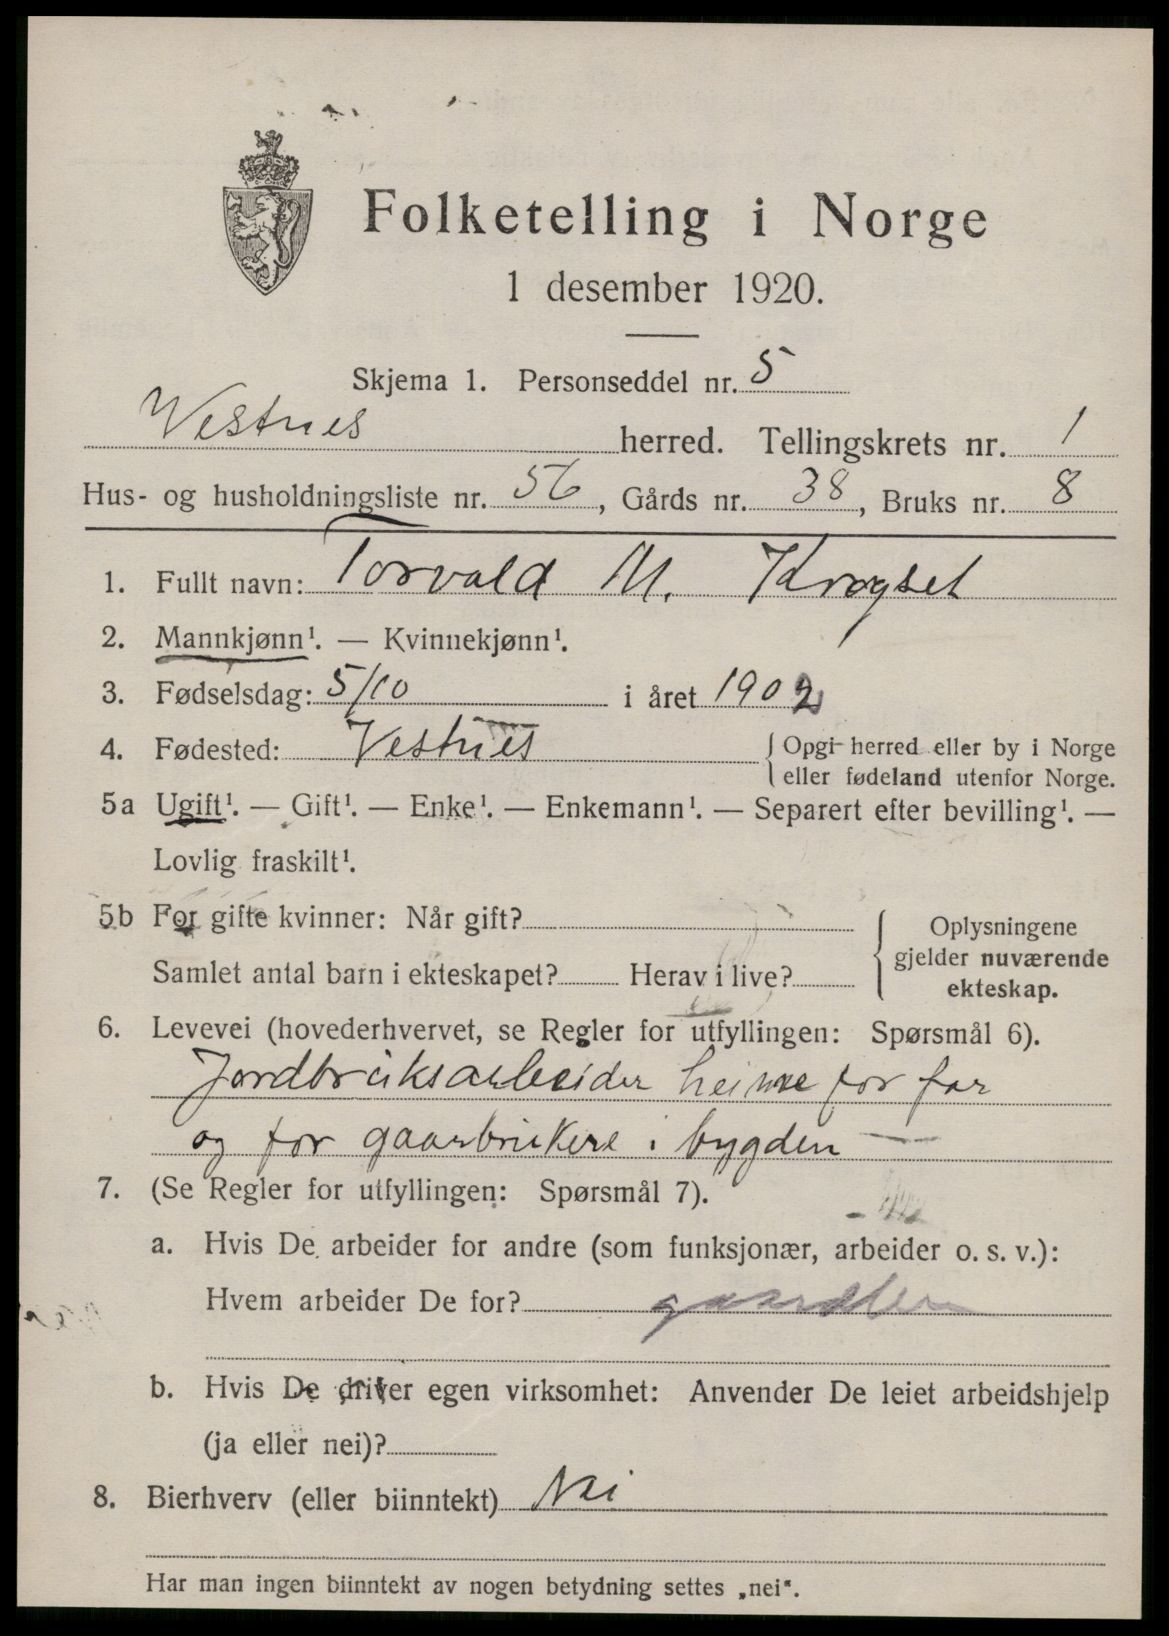 Folketelling i Norge
1 desember 1920.
Skjema 1. Personseddel nr. 5
Vestnes herred. Tellingskrets nr. 1
Hus- og husholdningsliste nr. 56, Gårds nr. 38, Bruks nr. 8
1. Fullt navn: Torvald M. Krogset
2. Mannkjønn¹. — Kvinnekjønn¹.
3. Fødselsdag: 5/10 i året 1902
4. Fødested: Vestnes { Opgi herred eller by i Norge
eller fødeland utenfor Norge.
5a Ugift¹. — Gift¹. — Enke¹. — Enkemann¹. — Separert efter bevilling¹. —
Lovlig fraskilt¹.
5b For gifte kvinner: Når gift?
Samlet antal barn i ekteskapet? Herav i live?
{ Oplysningene
gjelder nuværende
ekteskap.
6. Levevei (hovederhvervet, se Regler for utfyllingen: Spørsmål 6).
Jordbruksarbeider heime for far
og for gaarbrukere i bygden —
7. (Se Regler for utfyllingen: Spørsmål 7).
a. Hvis De arbeider for andre (som funksjonær, arbeider o. s. v.):
Hvem arbeider De for?
b. Hvis De driver egen virksomhet: Anvender De leiet arbeidshjelp
(ja eller nei)?
8. Bierhverv (eller biinntekt) Nei
Har man ingen biinntekt av nogen betydning settes „nei“.